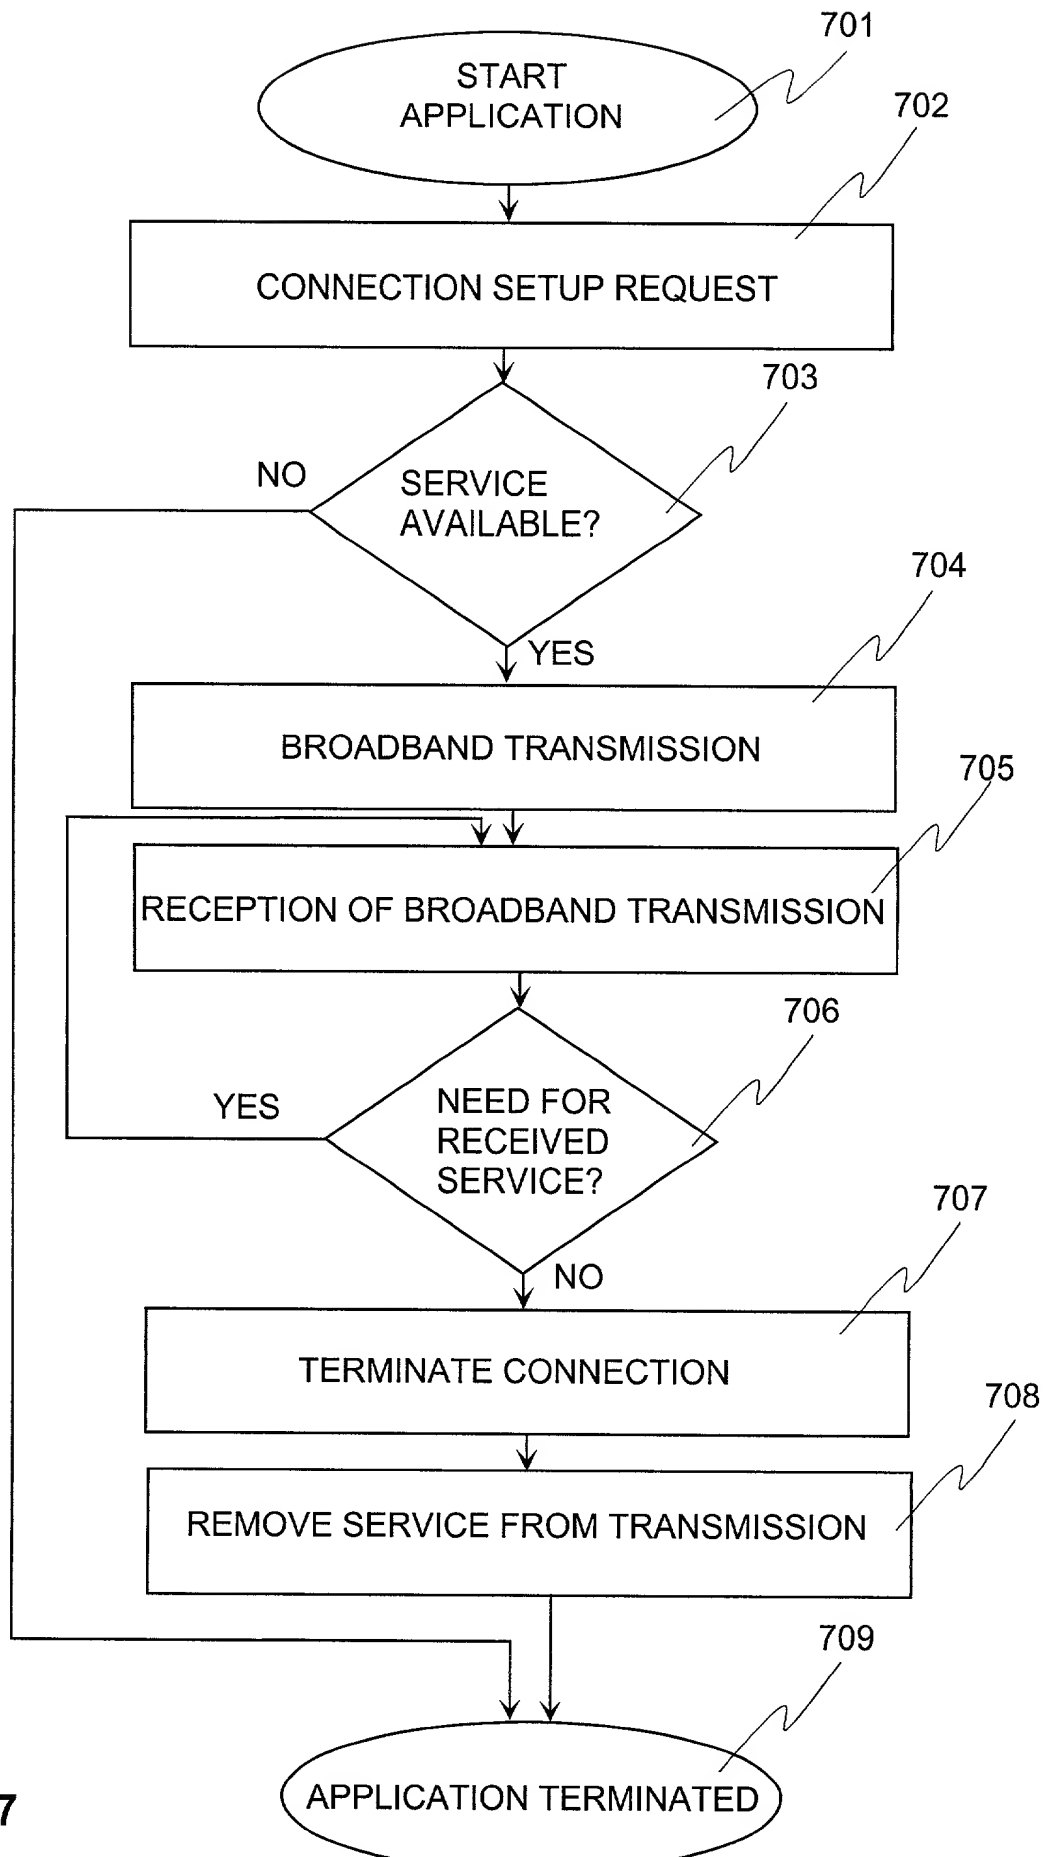 701
START
APPLICATION
702
CONNECTION SETUP REQUEST
703
NO
SERVICE
AVAILABLE?
704
YES
BROADBAND TRANSMISSION
705
RECEPTION OF BROADBAND TRANSMISSION
706
YES
NEED FOR
RECEIVED
SERVICE?
707
NO
TERMINATE CONNECTION
708
REMOVE SERVICE FROM TRANSMISSION
709
APPLICATION TERMINATED
7